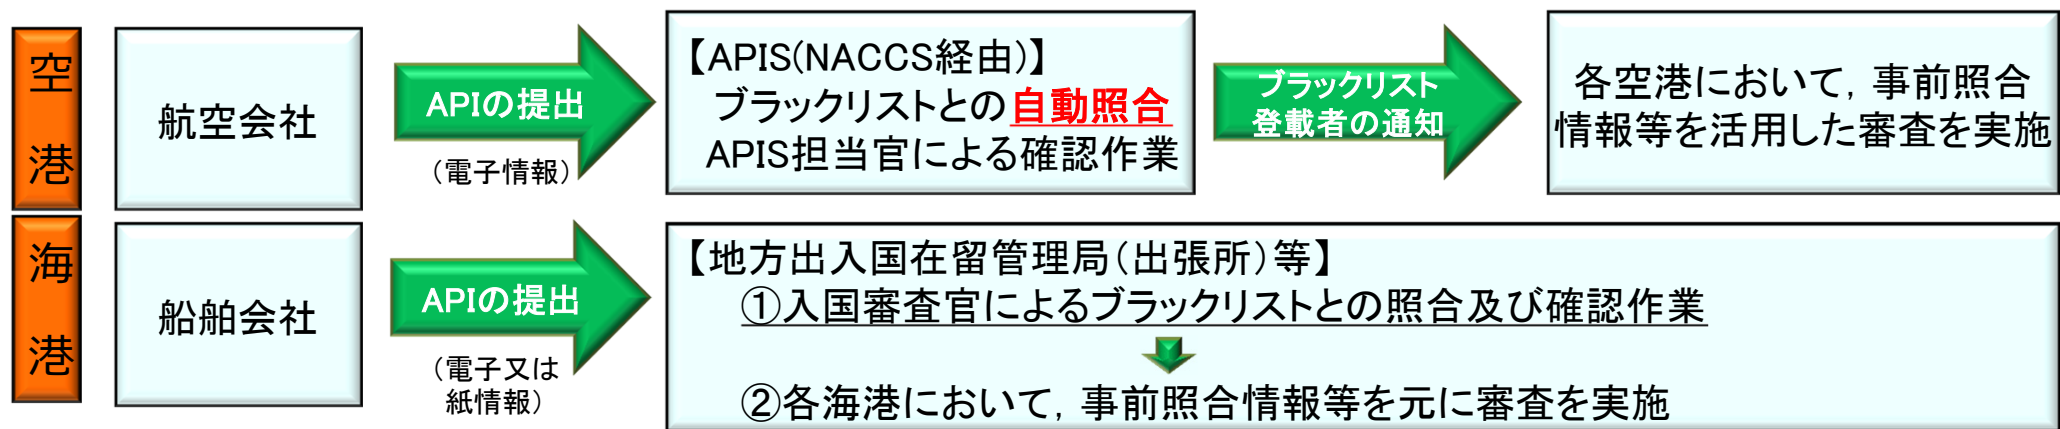 空港
航空会社
APIの提出
（電子情報）
【APIS(NACCS経由)】
ブラックリストとの自動照合
APIS担当官による確認作業
ブラックリスト
登載者の通知
各空港において，事前照合
情報等を活用した審査を実施
海港
船舶会社
APIの提出
（電子又は
紙情報）
【地方出入国在留管理局（出張所）等】
①入国審査官によるブラックリストとの照合及び確認作業
②各海港において，事前照合情報等を元に審査を実施